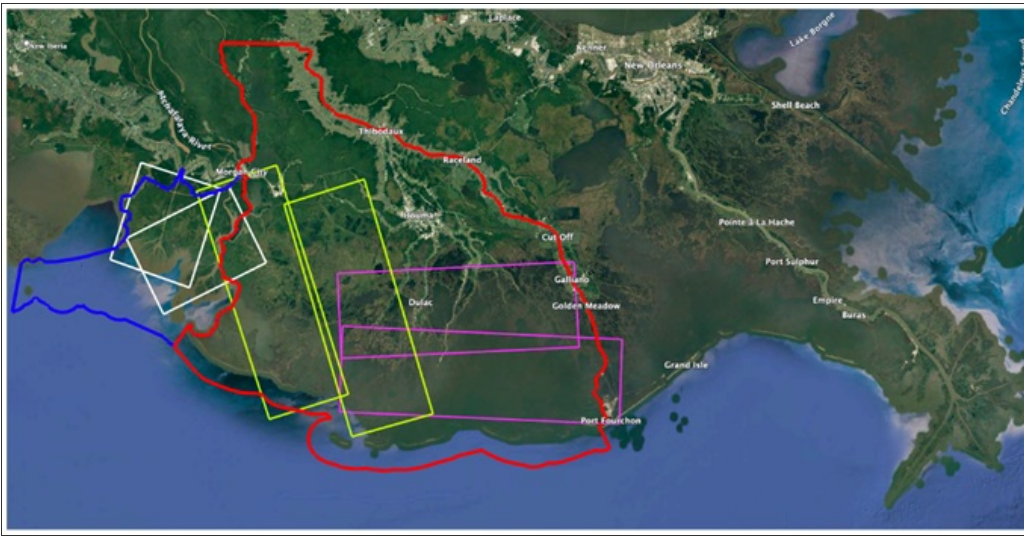 Laplace
New Iberia
Kenner
Lake Borgne
New Orleans
Chandeleur Sound
Atchafalaya River
Shell Beach
Thibodaux
Raceland
Morgan City
Houma
Pointe à La Hache
Cut Off
Port Sulphur
Galliano
Dulac
Golden Meadow
Empire
Buras
Grand Isle
Port Fourchon